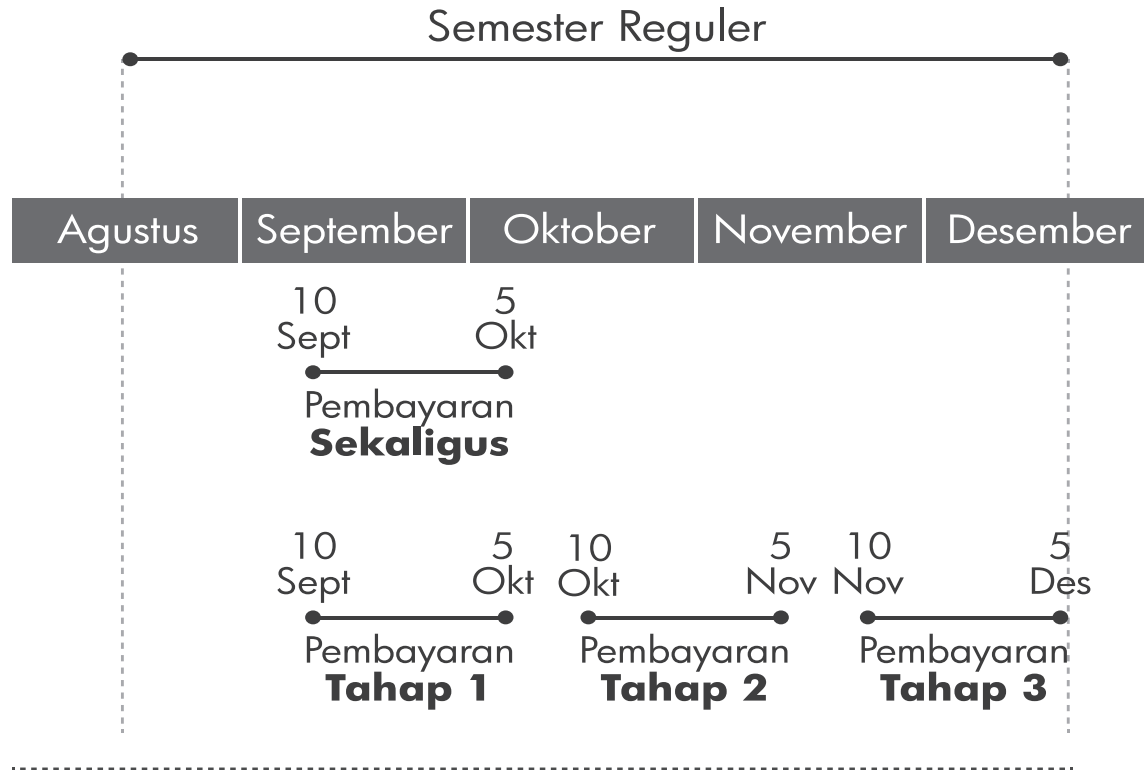 Semester Reguler
Agustus September Oktober November Desember
10 5
Sept Okt
Pembayaran
Sekaligus
10 5 10 5 10 5
Sept Okt Okt Nov Nov Des
Pembayaran Pembayaran Pembayaran
Tahap 1 Tahap 2 Tahap 3